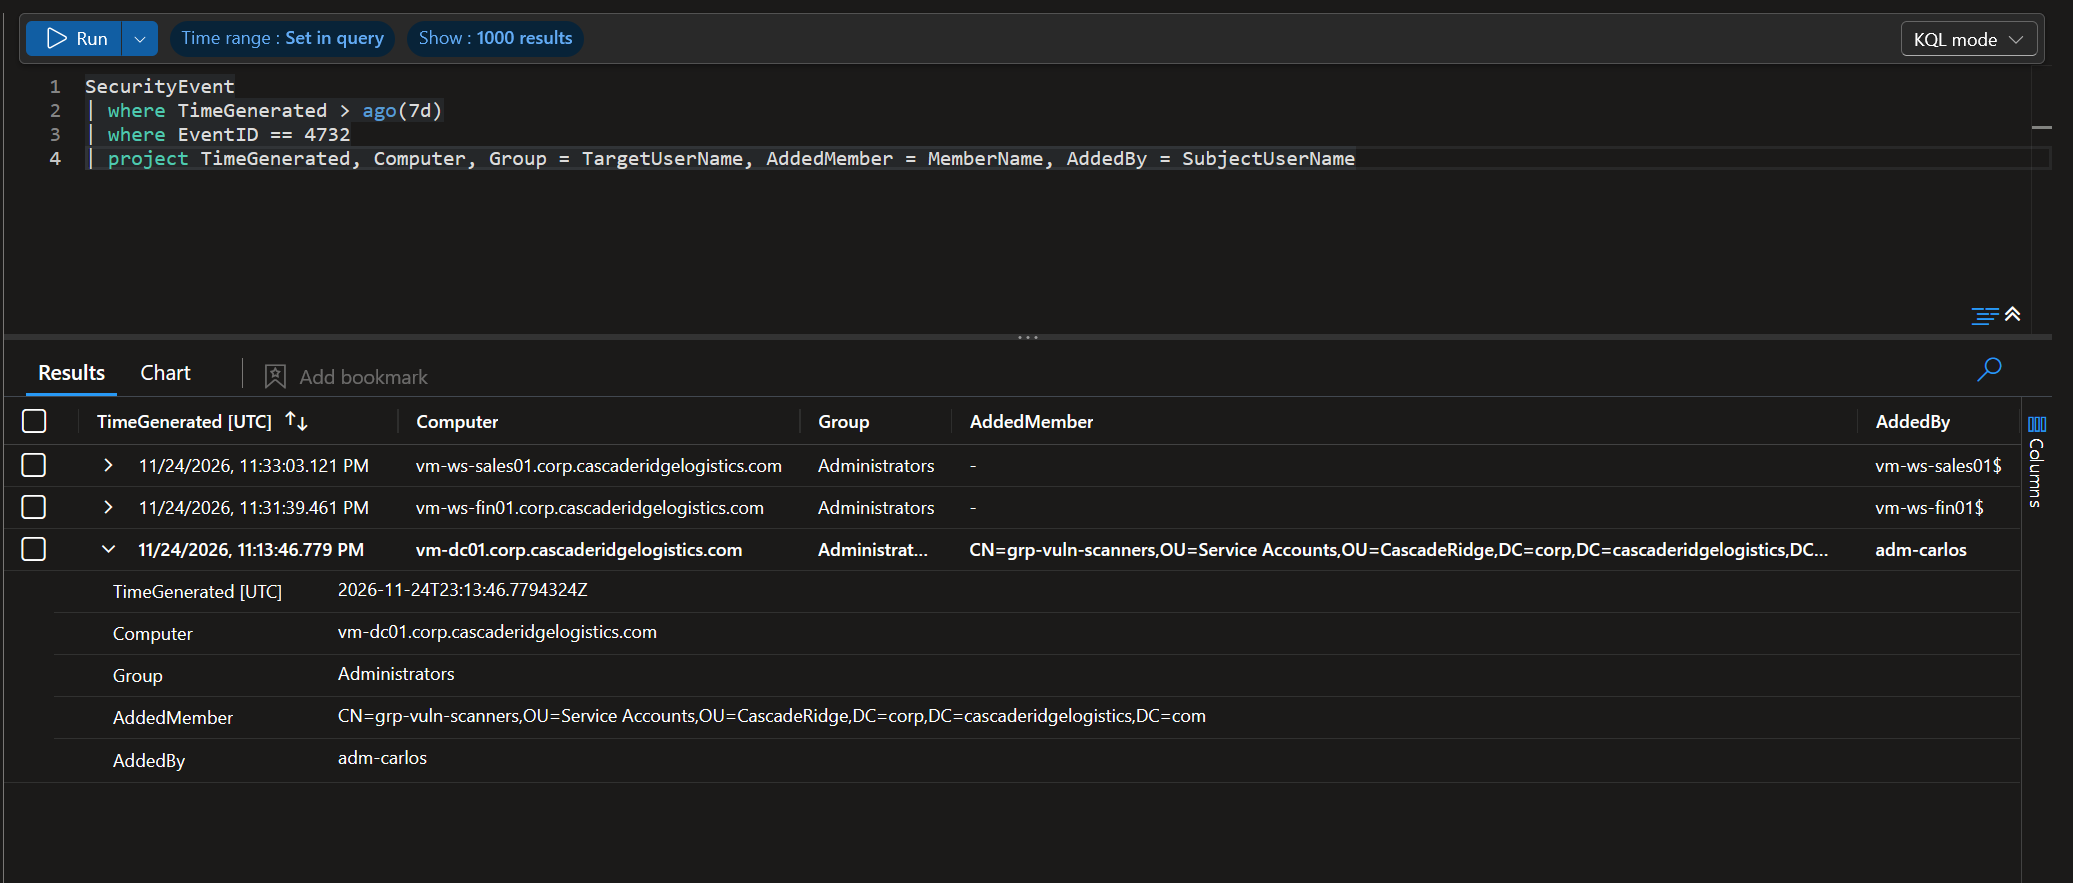 Run
Time range : Set in query
Show : 1000 results
KQL mode
1 SecurityEvent
2 | where TimeGenerated > ago(7d)
3 | where EventID == 4732
4 | project TimeGenerated, Computer, Group = TargetUserName, AddedMember = MemberName, AddedBy = SubjectUserName
Results Chart Add bookmark
TimeGenerated [UTC] Computer Group AddedMember AddedBy
Columns
11/24/2026, 11:33:03.121 PM vm-ws-sales01.corp.cascaderidgelogistics.com Administrators - vm-ws-sales01$
11/24/2026, 11:31:39.461 PM vm-ws-fin01.corp.cascaderidgelogistics.com Administrators - vm-ws-fin01$
11/24/2026, 11:13:46.779 PM vm-dc01.corp.cascaderidgelogistics.com Administrat... CN=grp-vuln-scanners,OU=Service Accounts,OU=CascadeRidge,DC=corp,DC=cascaderidgelogistics,DC... adm-carlos
TimeGenerated [UTC] 2026-11-24T23:13:46.7794324Z
Computer vm-dc01.corp.cascaderidgelogistics.com
Group Administrators
AddedMember CN=grp-vuln-scanners,OU=Service Accounts,OU=CascadeRidge,DC=corp,DC=cascaderidgelogistics,DC=com
AddedBy adm-carlos